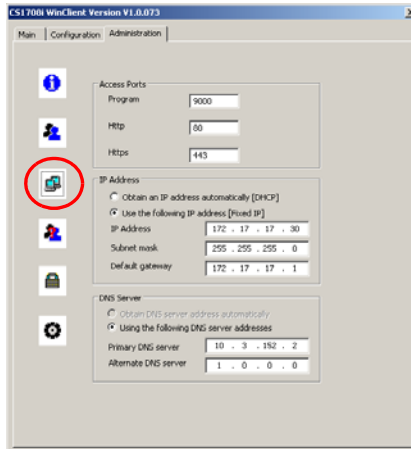 CS1708i WinClient Version V1.0.073
Main Configuration Administration
Access Ports
Program 9000
Http 80
Https 443
IP Address
Obtain an IP address automatically [DHCP]
Use the following IP address [Fixed IP]
IP Address 172 . 17 . 17 . 30
Subnet mask 255 . 255 . 255 . 0
Default gateway 172 . 17 . 17 . 1
DNS Server
Obtain DNS server address automatically
Using the following DNS server addresses
Primary DNS server 10 . 3 . 152 . 2
Alternate DNS server 1 . 0 . 0 . 0